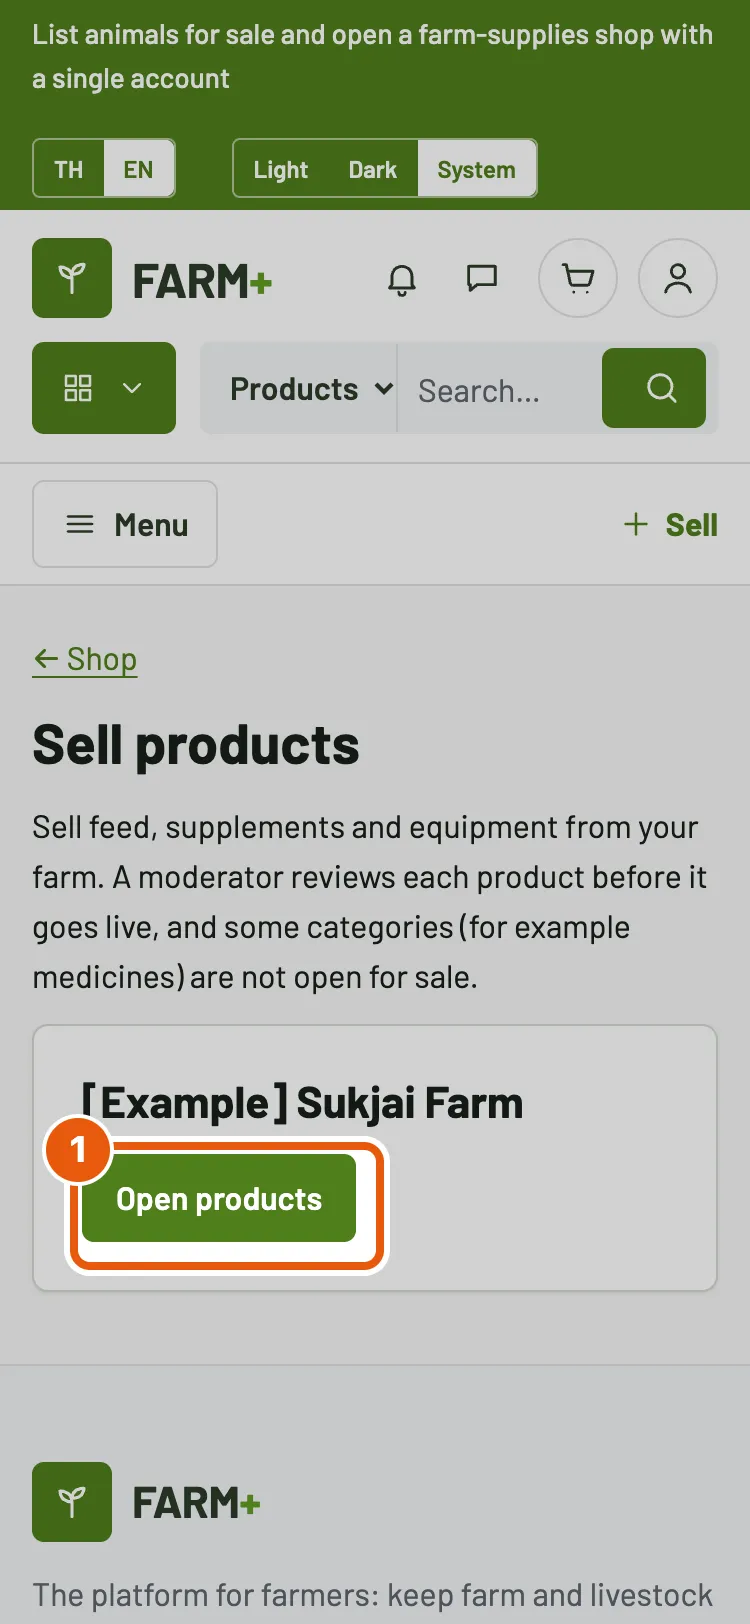 List animals for sale and open a farm-supplies shop with
a single account
TH EN Light Dark System
FARM+
Products Search...
Menu + Sell
← Shop
Sell products
Sell feed, supplements and equipment from your
farm. A moderator reviews each product before it
goes live, and some categories (for example
medicines) are not open for sale.
[Example] Sukjai Farm
1
Open products
FARM+
The platform for farmers: keep farm and livestock